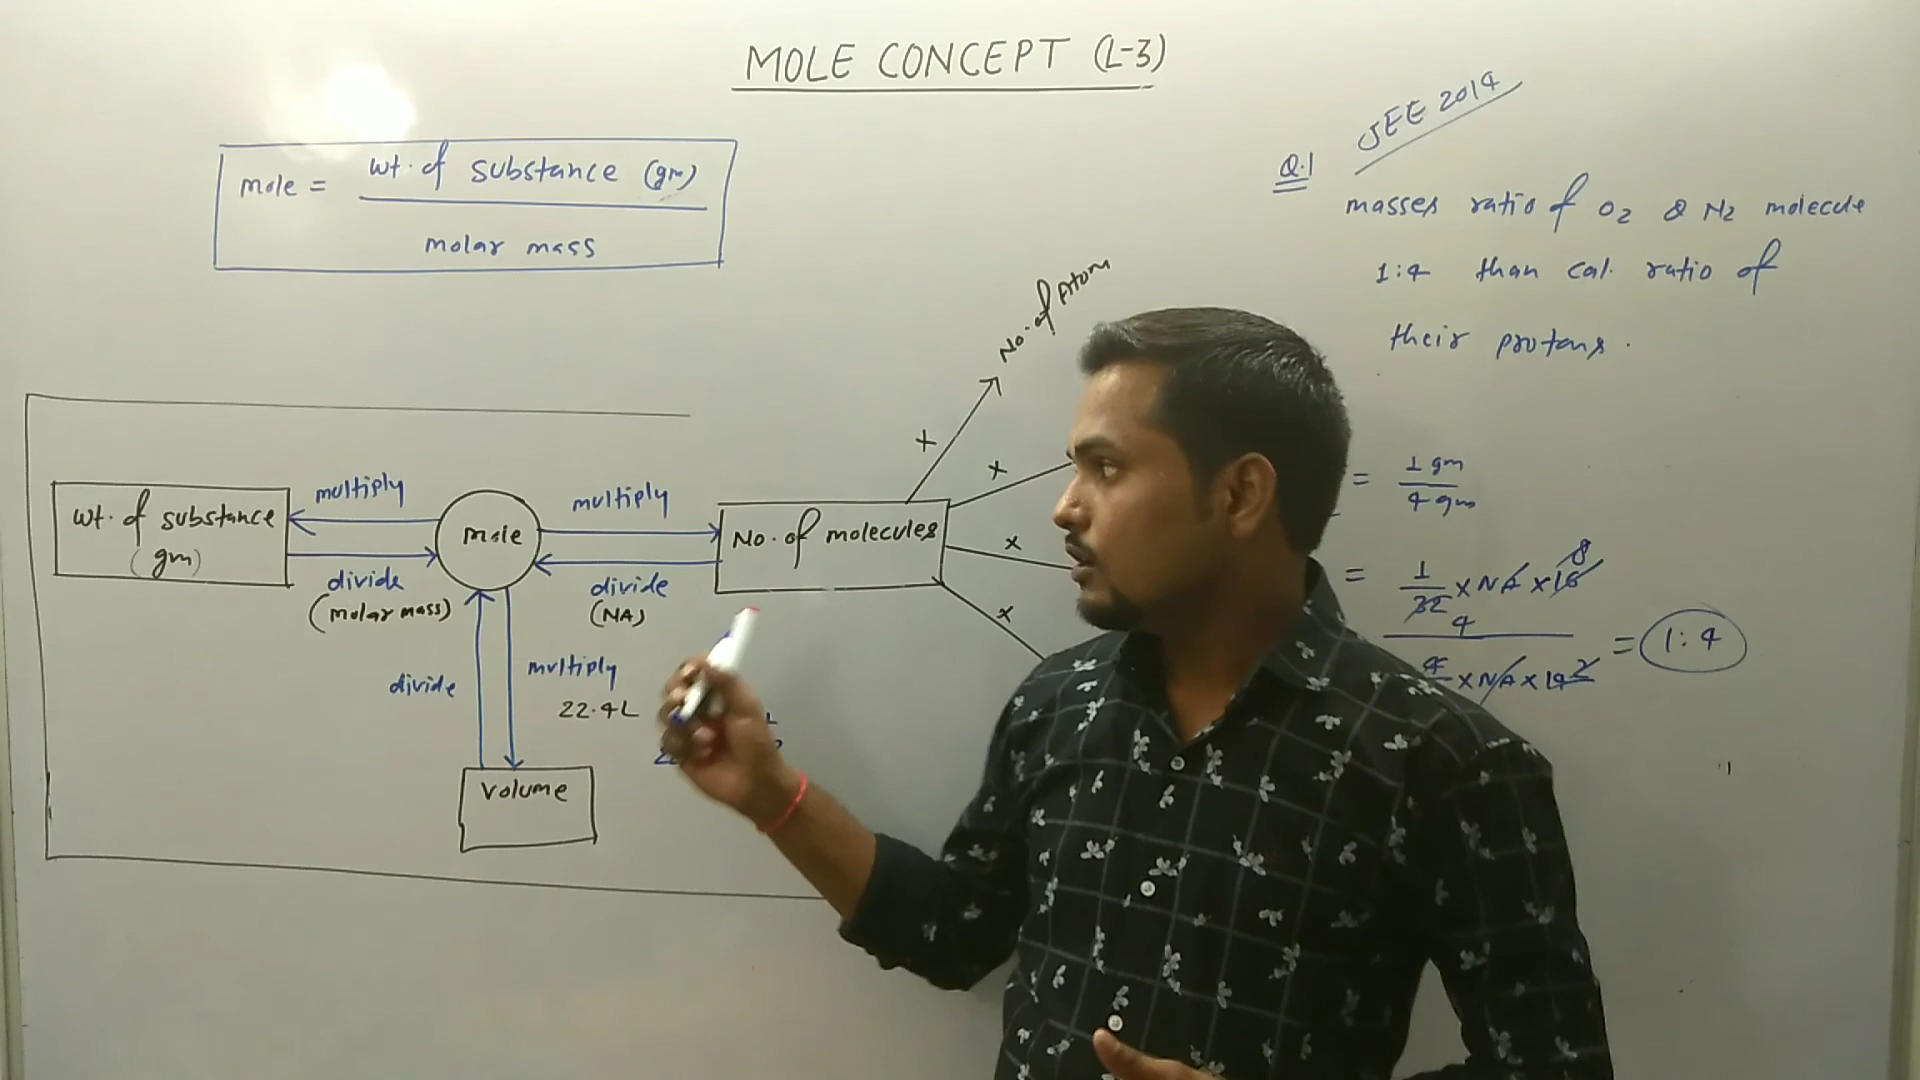 MOLE CONCEPT (L-3)
mole = wt. of substance (gm)
molar mass
JEE 2014
Q.1
masses ratio of O2 & N2 molecule
1:4 than cal. ratio of
their protons.
No. of Atom
x
x
x
x
wt. of substance
(gm)
multiply
divide
(molar mass)
mole
multiply
divide
(NA)
No. of molecules
divide
multiply
22.4L
volume
= 1 gm
4 gm
= 1 x NA x 16 8
32
4
4 x NA x 14 2
= 1:4